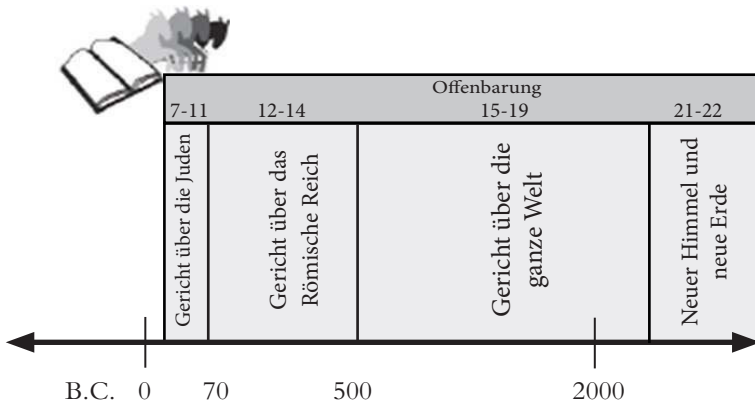 Offenbarung
7-11 12-14 15-19 21-22
Gericht über die Juden
Gericht über das
Römische Reich
Gericht über die
ganze Welt
Neuer Himmel und
neue Erde
B.C. 0 70 500 2000